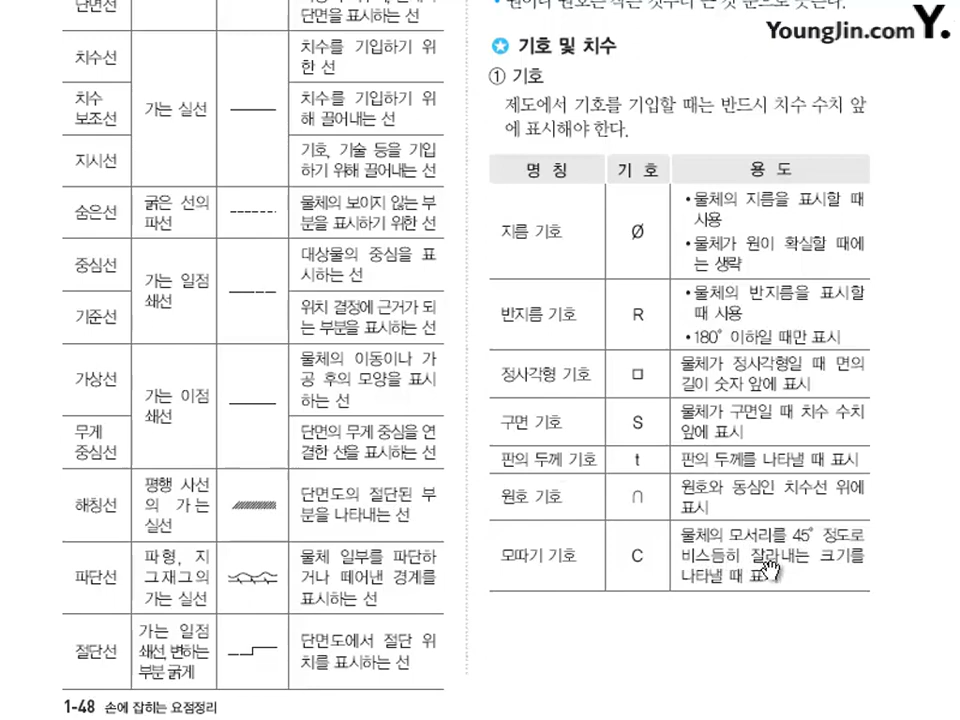 단면선
단면을 표시하는 선
치수선
치수를 기입하기 위
한 선
치수
보조선
가는 실선
치수를 기입하기 위
해 끌어내는 선
지시선
기호, 기술 등을 기입
하기 위해 끌어내는 선
숨은선
굵은 선의
파선
물체의 보이지 않는 부
분을 표시하기 위한 선
중심선
가는 일점
쇄선
대상물의 중심을 표
시하는 선
기준선
위치 결정에 근거가 되
는 부분을 표시하는 선
가상선
가는 이점
쇄선
물체의 이동이나 가
공 후의 모양을 표시
하는 선
무게
중심선
단면의 무게 중심을 연
결한 선을 표시하는 선
해칭선
평행 사선
의 가는
실선
단면도의 절단된 부
분을 나타내는 선
파단선
파형, 지
그재그의
가는 실선
물체 일부를 파단하
거나 떼어낸 경계를
표시하는 선
절단선
가는 일점
쇄선, 변하는
부분 굵게
단면도에서 절단 위
치를 표시하는 선
1-48 손에 잡히는 요점정리
YoungJin.com Y.
기호 및 치수
① 기호
제도에서 기호를 기입할 때는 반드시 치수 수치 앞
에 표시해야 한다.
명 칭 기 호 용 도
지름 기호 Ø
•물체의 지름을 표시할 때
사용
•물체가 원이 확실할 때에
는 생략
반지름 기호 R
•물체의 반지름을 표시할
때 사용
•180° 이하일 때만 표시
정사각형 기호 □
물체가 정사각형일 때 면의
길이 숫자 앞에 표시
구면 기호 S
물체가 구면일 때 치수 수치
앞에 표시
판의 두께 기호 t 판의 두께를 나타낼 때 표시
원호 기호 ∩
원호와 동심인 치수선 위에
표시
모따기 기호 C
물체의 모서리를 45° 정도로
비스듬히 잘라내는 크기를
나타낼 때